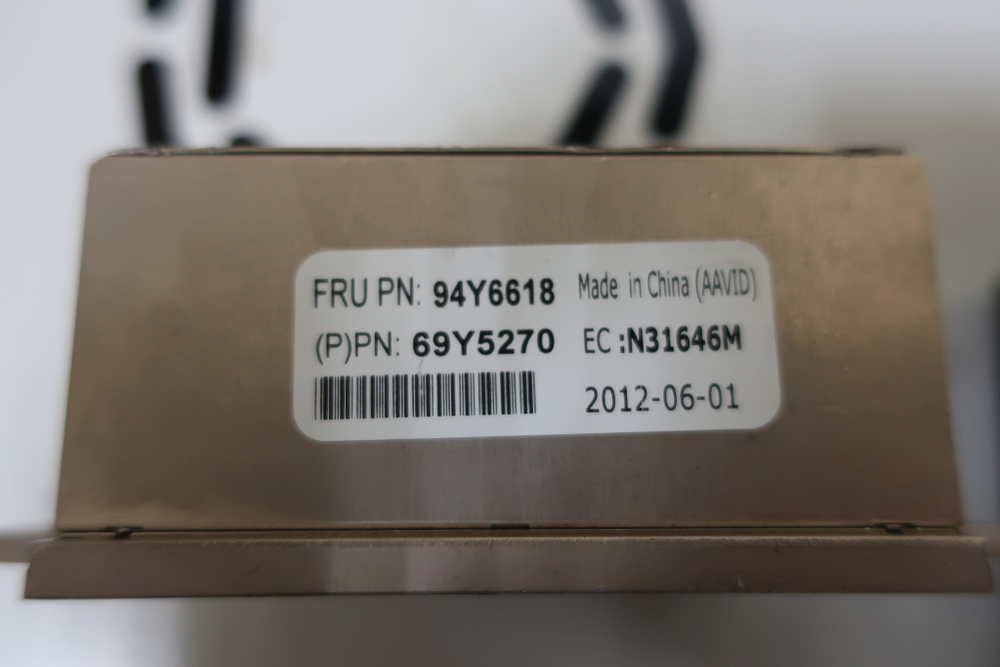 FRU PN: 94Y6618 Made in China (AAVID)
(P)PN: 69Y5270 EC :N31646M
2012-06-01